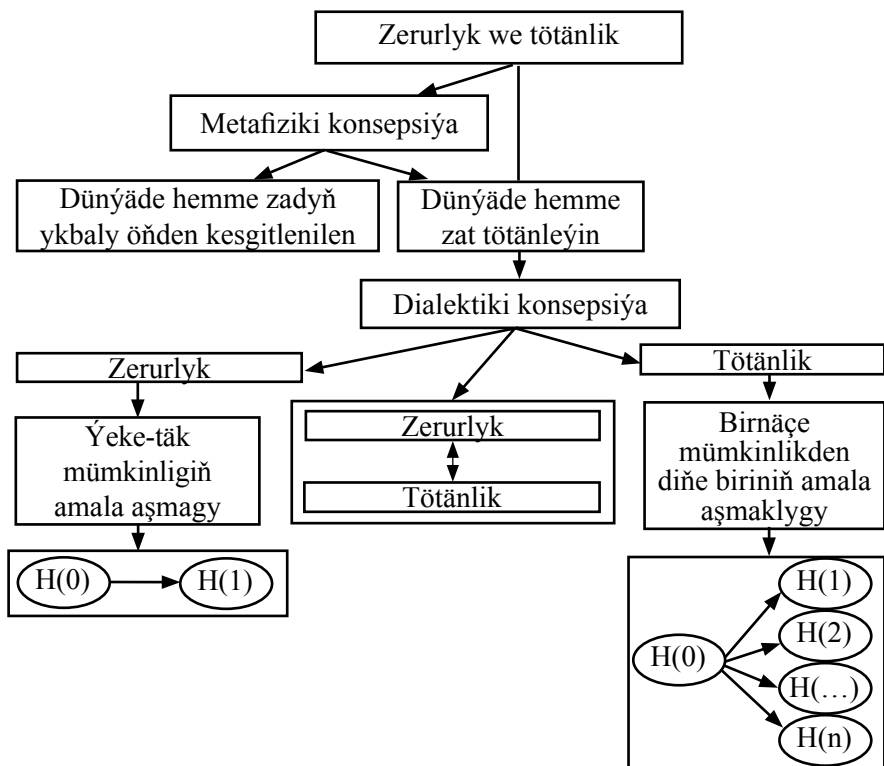 Zerurlyk we tötänlik
Metafiziki konsepsiýa
Dünýäde hemme zadyň
ykbaly öňden kesgitlenilen
Dünýäde hemme
zat tötänleýin
Dialektiki konsepsiýa
Zerurlyk
Ýeke-täk
mümkinligiň
amala aşmagy
H(0)
H(1)
Zerurlyk
Tötänlik
Tötänlik
Birnäçe
mümkinlikden
diňe biriniň amala
aşmaklygy
H(0)
H(1)
H(2)
H(…)
H(n)